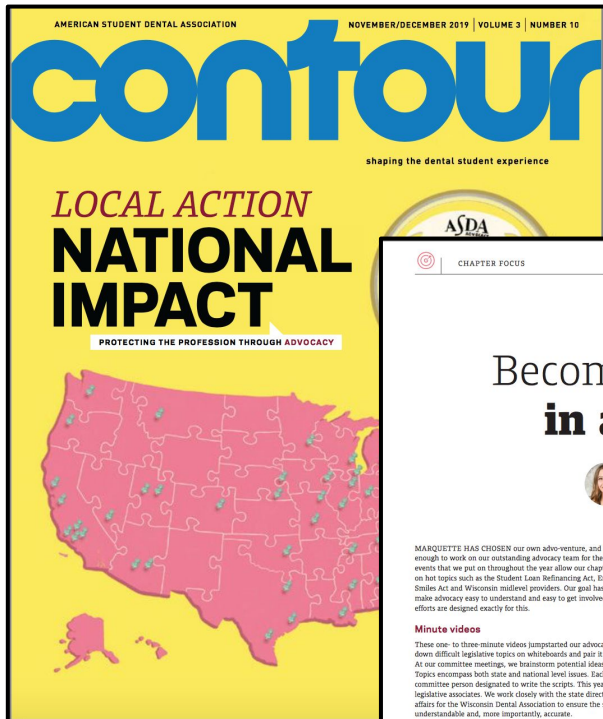 AMERICAN STUDENT DENTAL ASSOCIATION
NOVEMBER/DECEMBER 2019 | VOLUME 3 | NUMBER 10
contour
shaping the dental student experience
LOCAL ACTION
NATIONAL
IMPACT
PROTECTING THE PROFESSION THROUGH ADVOCACY
ASDA
CHAPTER FOCUS
in a
MARQUETTE HAS CHOSEN our own advo-venture, and
enough to work on our outstanding advocacy team for the
events that we put on throughout the year allow our chap
on hot topics such as the Student Loan Refinancing Act, E
Smiles Act and Wisconsin midlevel providers. Our goal has
make advocacy easy to understand and easy to get involve
efforts are designed exactly for this.
Minute videos
These one- to three-minute videos jumpstarted our advoca
down difficult legislative topics on whiteboards and pair it
At our committee meetings, we brainstorm potential ideas
Topics encompass both state and national level issues. Eac
committee person designated to write the scripts. This yea
legislative associates. We work closely with the state direct
affairs for the Wisconsin Dental Association to ensure the
understandable and, more importantly, accurate.